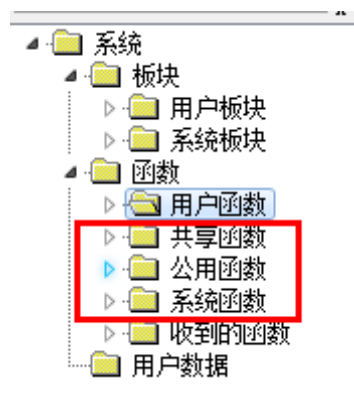 系统
板块
用户板块
系统板块
函数
用户函数
共享函数
公用函数
系统函数
收到的函数
用户数据